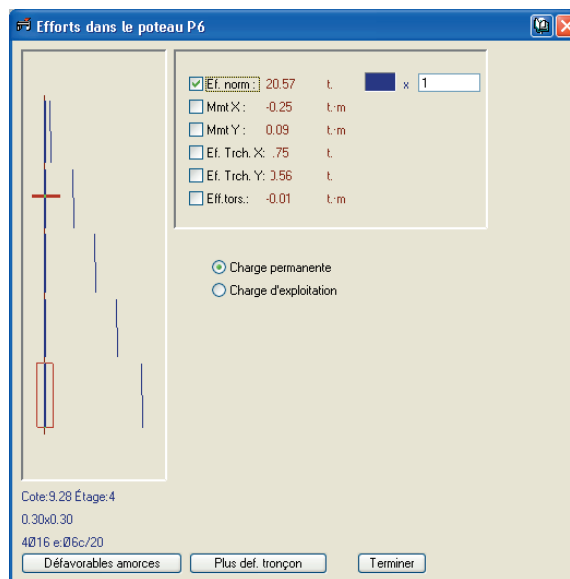 Efforts dans le poteau P6
Ef. norm : 20.57 t. x 1
Mmt X : -0.25 t.·m
Mmt Y : 0.09 t.·m
Ef. Trch. X: .75 t.
Ef. Trch. Y: 0.56 t.
Eff.tors.: -0.01 t.·m
Charge permanente
Charge d'exploitation
Cote:9.28 Étage:4
0.30x0.30
4Ø16 e:Ø6c/20
Défavorables amorces Plus def. tronçon Terminer